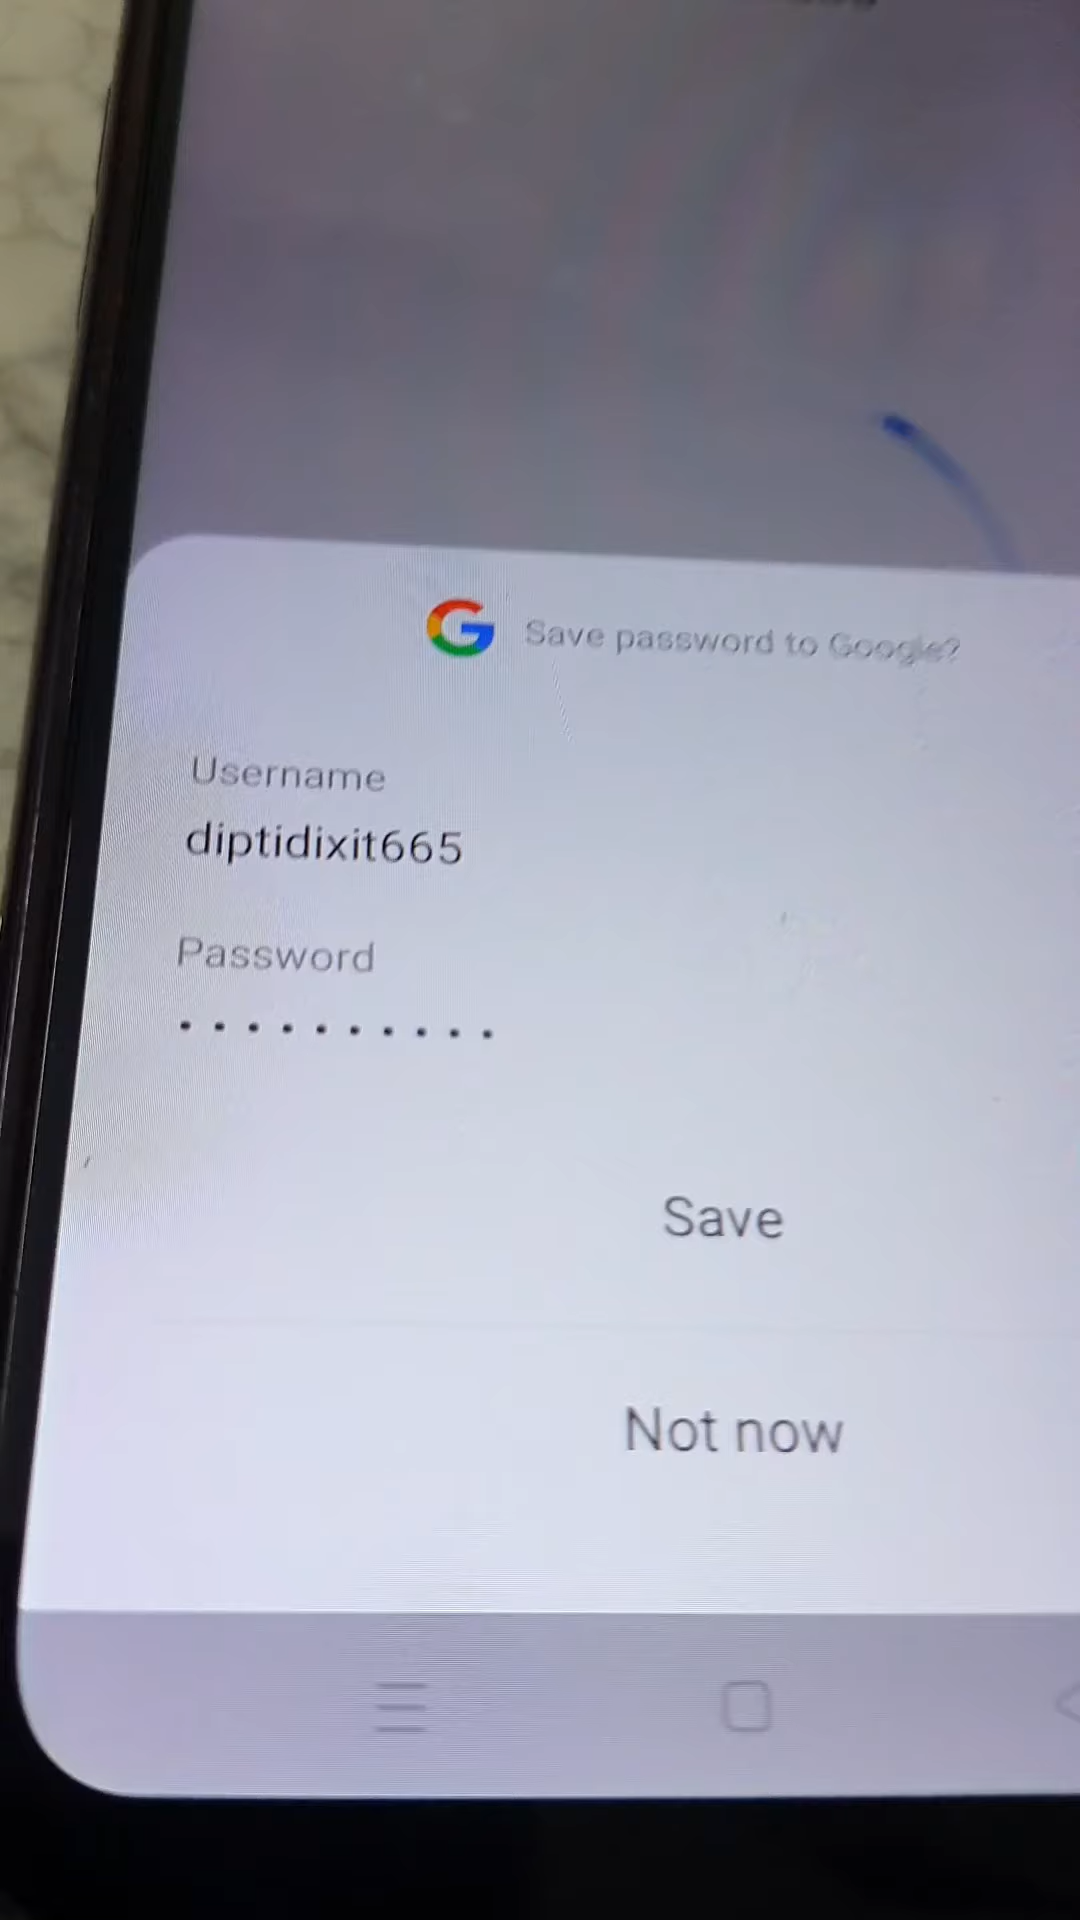 Save password to Google?
Username
diptidixit665
Password
••••••••••
Save
Not now